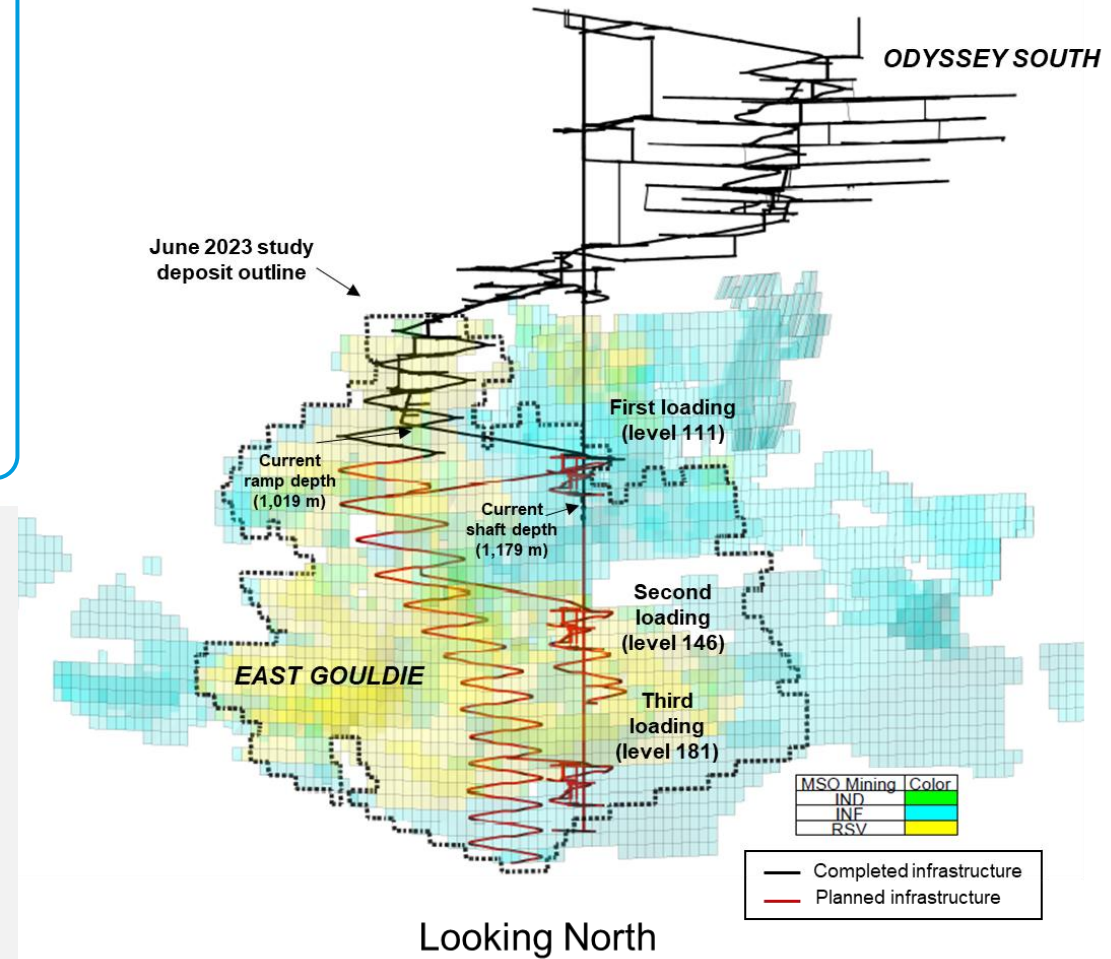 ODYSSEY SOUTH
June 2023 study
deposit outline
First loading
(level 111)
Current
ramp depth
(1,019 m)
Current
shaft depth
(1,179 m)
Second
loading
(level 146)
EAST GOULDIE
Third
loading
(level 181)
MSO Mining Color
IND
INF
RSV
Completed infrastructure
Planned infrastructure
Looking North